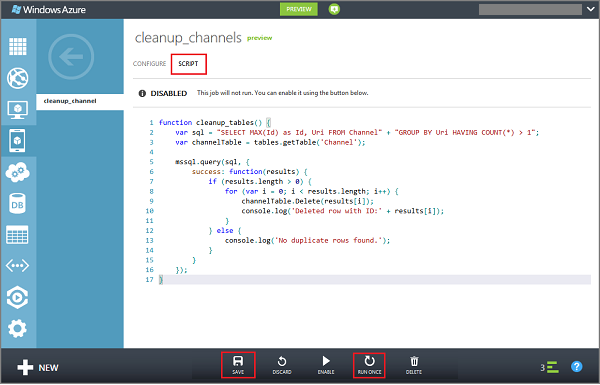 Windows Azure
PREVIEW
cleanup_channels preview
CONFIGURE SCRIPT
cleanup_channel
DISABLED This job will not run. You can enable it using the button below.
1 function cleanup_tables() {
2 var sql = "SELECT MAX(Id) as Id, Uri FROM Channel" + "GROUP BY Uri HAVING COUNT(*) > 1";
3 var channelTable = tables.getTable('Channel');
4
5 mssql.query(sql, {
6 success: function(results) {
7 if (results.length > 0) {
8 for (var i = 0; i < results.length; i++) {
9 channelTable.Delete(results[i]);
10 console.log('Deleted row with ID:' + results[i]);
11 }
12 } else {
13 console.log('No duplicate rows found.');
14 }
15 }
16 });
17 }
DB
NEW
SAVE DISCARD ENABLE RUN ONCE DELETE
3
?